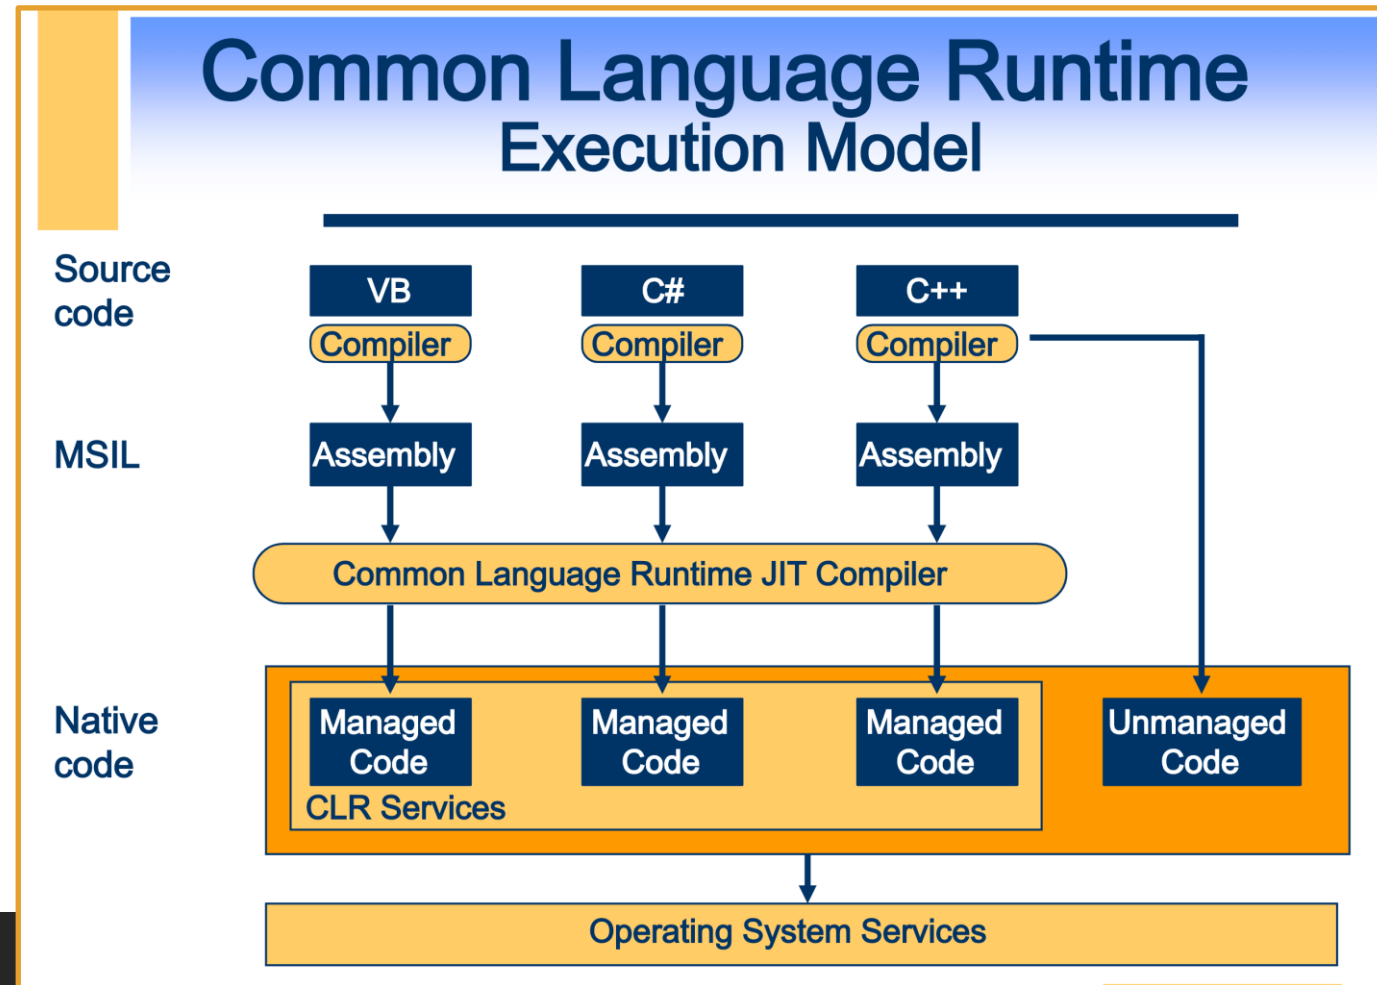 Common Language Runtime
Execution Model
Source
code
VB
C#
C++
Compiler
Compiler
Compiler
MSIL
Assembly
Assembly
Assembly
Common Language Runtime JIT Compiler
Native
code
Managed
Code
Managed
Code
Managed
Code
Unmanaged
Code
CLR Services
Operating System Services